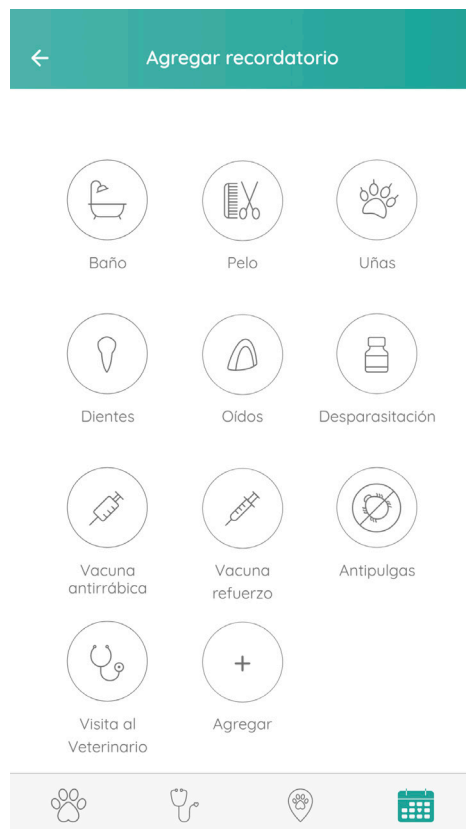 Agregar recordatorio
Baño
Pelo
Uñas
Dientes
Oídos
Desparasitación
Vacuna
antirrábica
Vacuna
refuerzo
Antipulgas
Visita al
Veterinario
Agregar